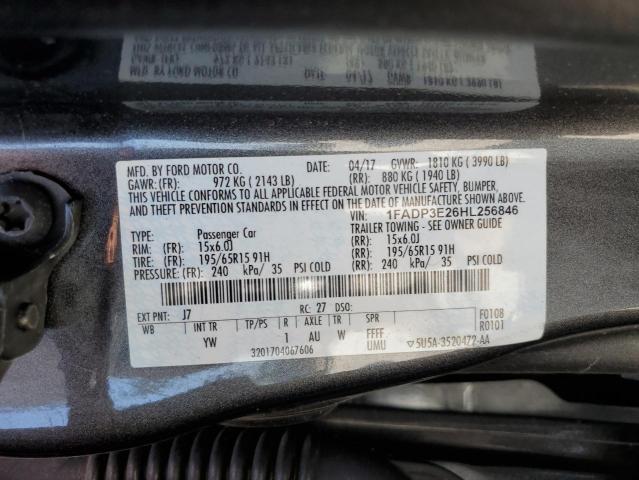 MFD. BY FORD MOTOR CO.
GAWR: (FR): 972 KG ( 2143 LB)
DATE: 04/17 GVWR: 1810 KG ( 3990 LB)
(RR): 880 KG ( 1940 LB)
THIS VEHICLE CONFORMS TO ALL APPLICABLE FEDERAL MOTOR VEHICLE SAFETY, BUMPER,
AND THEFT PREVENTION STANDARDS IN EFFECT ON THE DATE OF MANUFACTURE SHOWN ABOVE.
VIN: 1FADP3E26HL256846
TYPE: Passenger Car
TRAILER TOWING - SEE OWNER GUIDE
RIM: (FR): 15x6.0J (RR): 15x6.0J
TIRE: (FR): 195/65R15 91H (RR): 195/65R15 91H
PRESSURE: (FR) 240 kPa/ 35 PSI COLD (RR): 240 kPa/ 35 PSI COLD
EXT PNT: J7 RC: 27 DSO:
WB INT TR TP/PS R AXLE TR SPR
YW 1 AU W FFFF
UMU
F0108
R0101
3201704067606
5U5A-3520472-AA